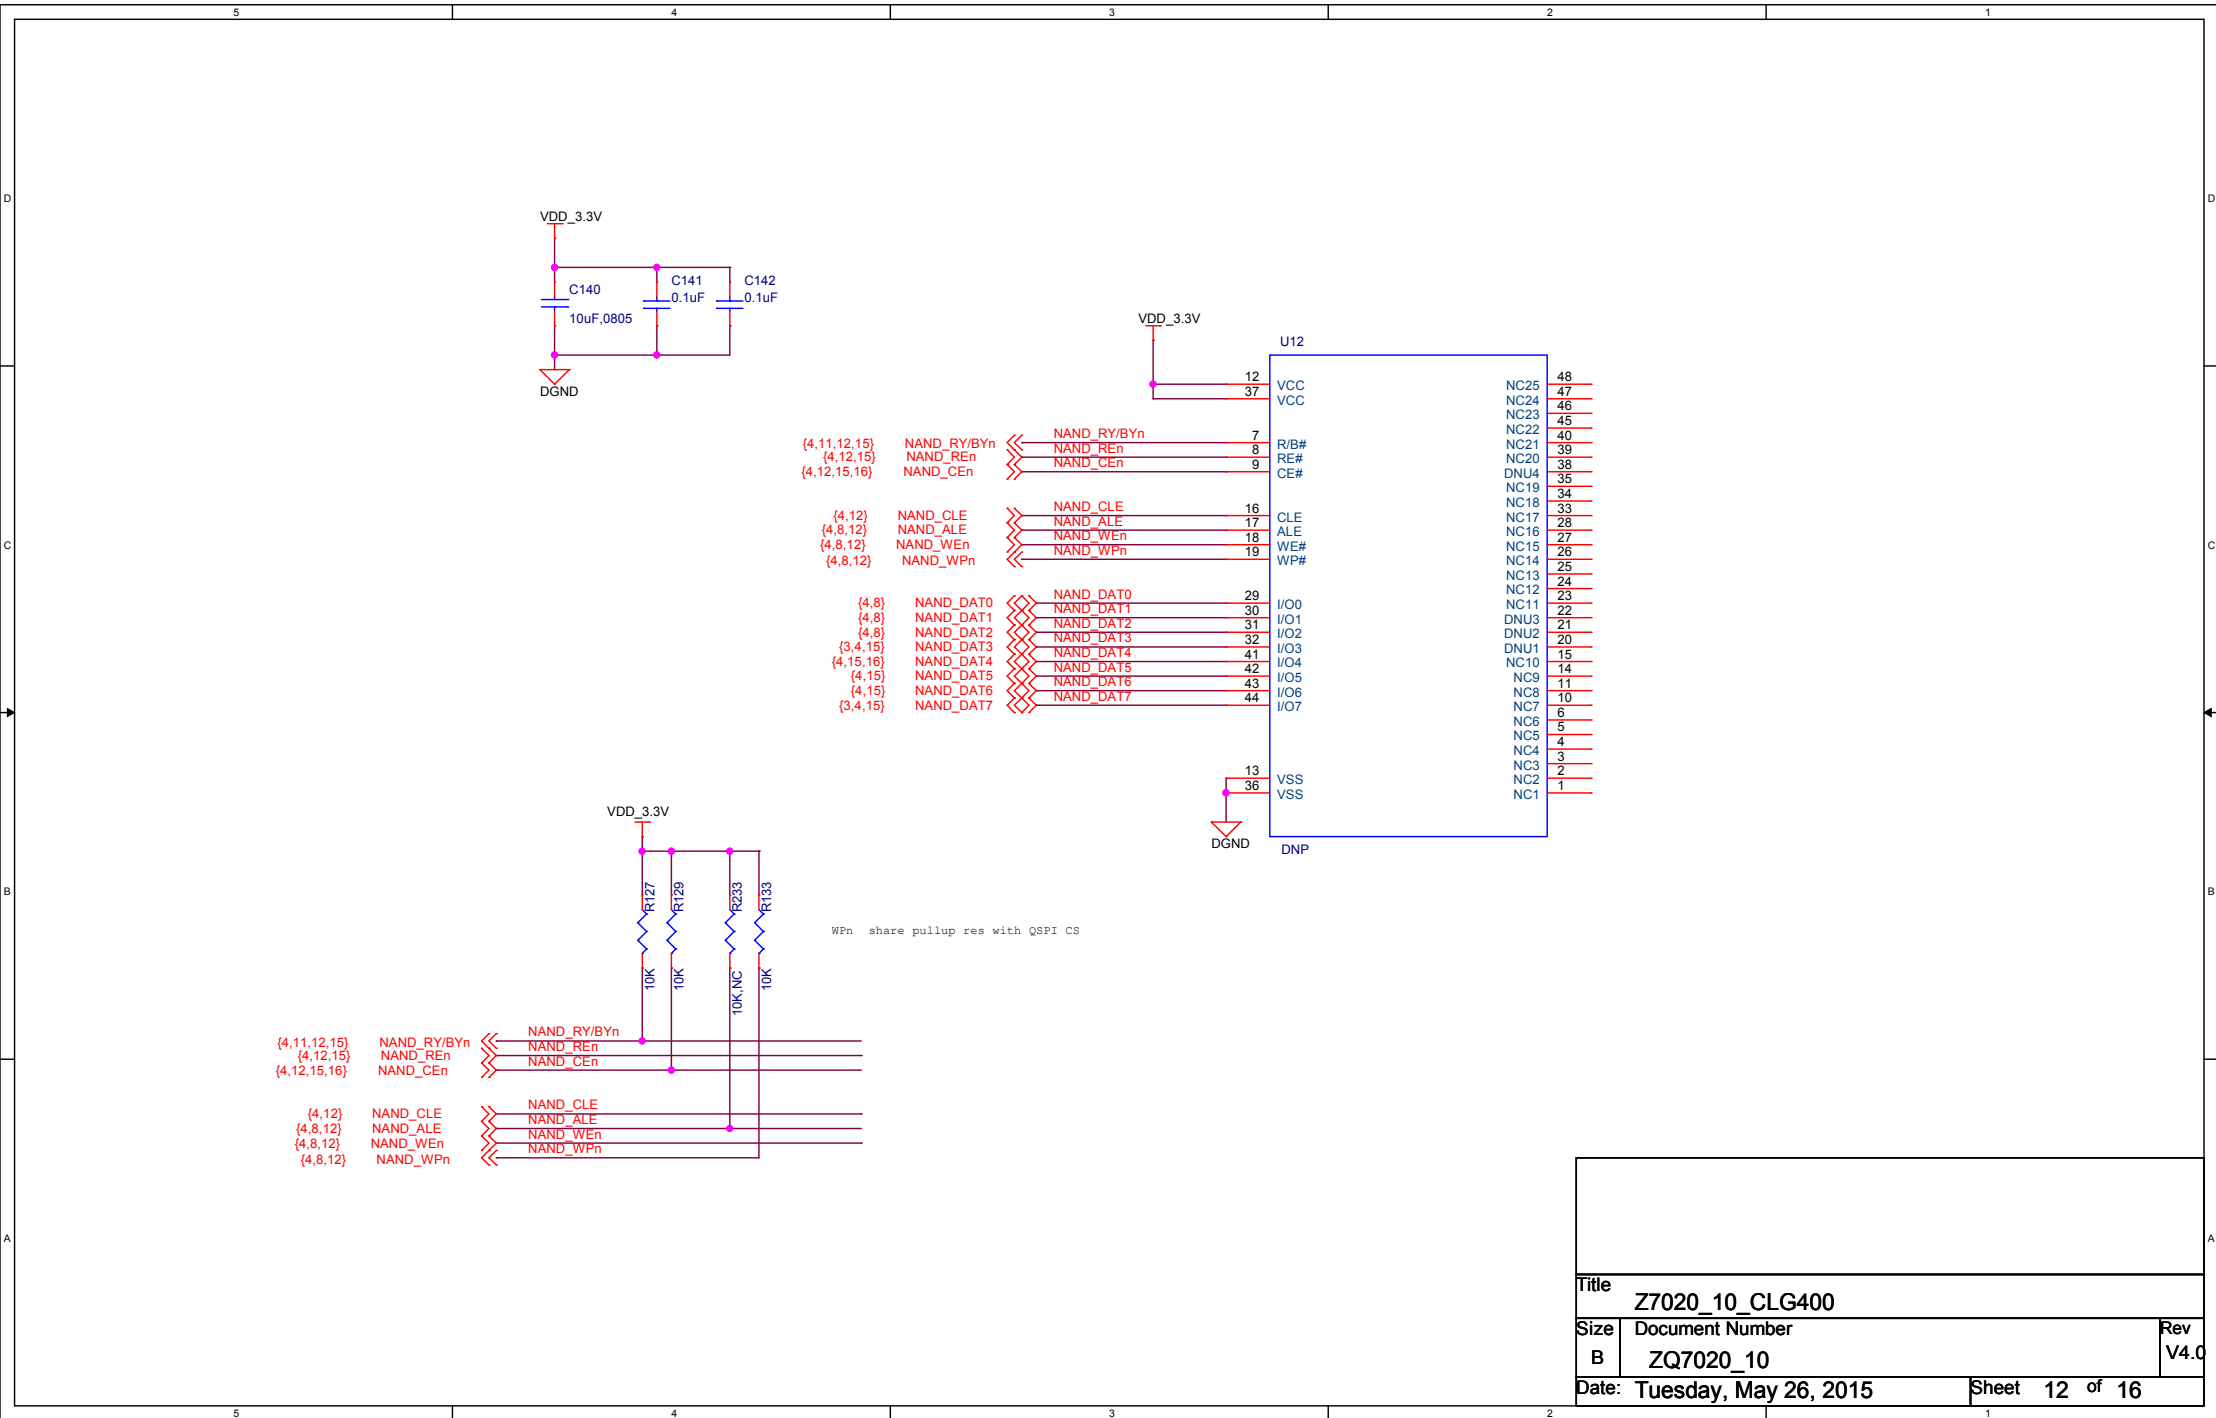 5 4 3 2 1
D D
C C
B B
A A
VDD_3.3V
C140
10uF,0805
C141
0.1uF
C142
0.1uF
DGND
VDD_3.3V
U12
12 VCC NC25 48
37 VCC NC24 47
NC23 46
NC22 45
{4,11,12,15} NAND_RY/BYn NAND_RY/BYn 7 R/B# NC21 40
{4,12,15} NAND_REn NAND_REn 8 RE# NC20 39
{4,12,15,16} NAND_CEn NAND_CEn 9 CE# DNU4 38
NC19 35
NC18 34
{4,12} NAND_CLE NAND_CLE 16 CLE NC17 33
{4,8,12} NAND_ALE NAND_ALE 17 ALE NC16 28
{4,8,12} NAND_WEn NAND_WEn 18 WE# NC15 27
{4,8,12} NAND_WPn NAND_WPn 19 WP# NC14 26
NC13 25
NC12 24
{4,8} NAND_DAT0 NAND_DAT0 29 I/O0 NC11 23
{4,8} NAND_DAT1 NAND_DAT1 30 I/O1 DNU3 22
{4,8} NAND_DAT2 NAND_DAT2 31 I/O2 DNU2 21
{3,4,15} NAND_DAT3 NAND_DAT3 32 I/O3 DNU1 20
{4,15,16} NAND_DAT4 NAND_DAT4 41 I/O4 NC10 15
{4,15} NAND_DAT5 NAND_DAT5 42 I/O5 NC9 14
{4,15} NAND_DAT6 NAND_DAT6 43 I/O6 NC8 11
{3,4,15} NAND_DAT7 NAND_DAT7 44 I/O7 NC7 10
NC6 6
NC5 5
NC4 4
NC3 3
13 VSS NC2 2
36 VSS NC1 1
DGND
DNP
VDD_3.3V
R127 R129 R233 R133
10K 10K 10K,NC 10K
WPn share pullup res with QSPI CS
{4,11,12,15} NAND_RY/BYn NAND_RY/BYn
{4,12,15} NAND_REn NAND_REn
{4,12,15,16} NAND_CEn NAND_CEn
{4,12} NAND_CLE NAND_CLE
{4,8,12} NAND_ALE NAND_ALE
{4,8,12} NAND_WEn NAND_WEn
{4,8,12} NAND_WPn NAND_WPn
Title
Z7020_10_CLG400
Size Document Number Rev
B ZQ7020_10 V4.0
Date: Tuesday, May 26, 2015 Sheet 12 of 16
5 4 3 2 1